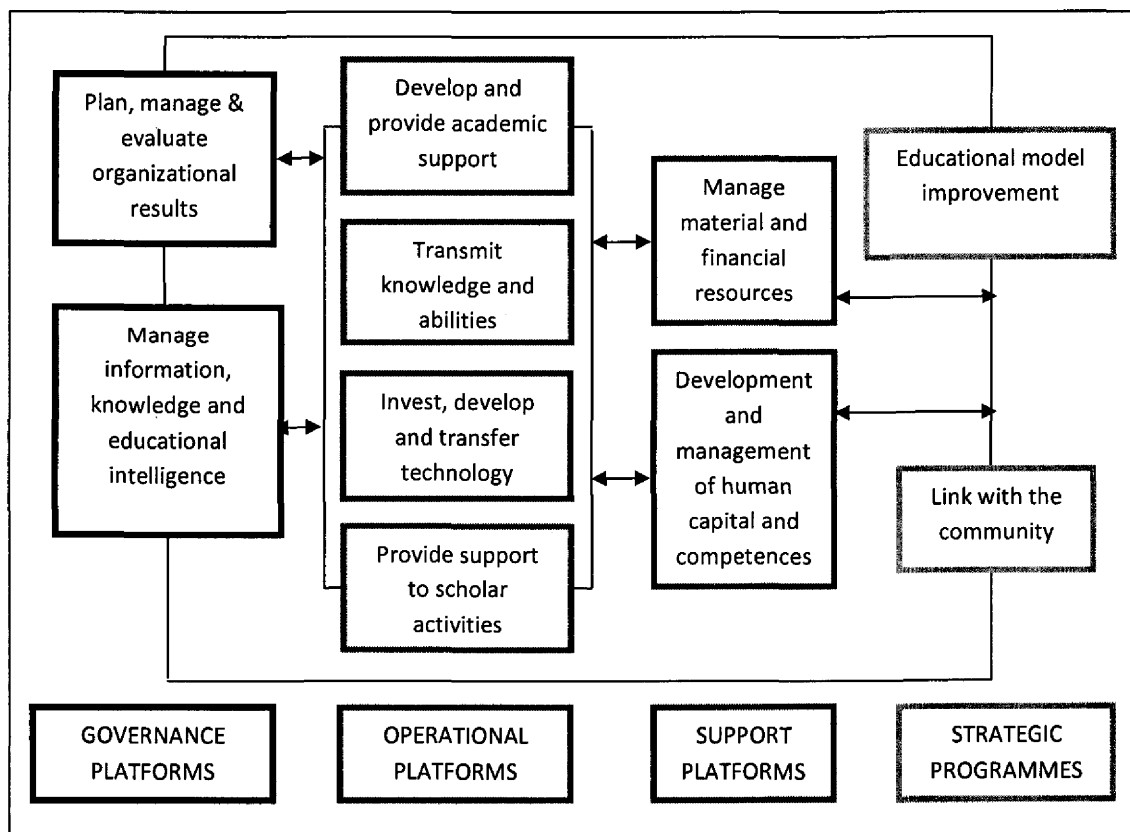 Plan, manage &
evaluate
organizational
results
Manage
information,
knowledge and
educational
intelligence
Develop and
provide academic
support
Transmit
knowledge and
abilities
Invest, develop
and transfer
technology
Provide support
to scholar
activities
Manage
material and
financial
resources
Development
and
management
of human
capital and
competences
Educational model
improvement
Link with the
community
GOVERNANCE
PLATFORMS
OPERATIONAL
PLATFORMS
SUPPORT
PLATFORMS
STRATEGIC
PROGRAMMES